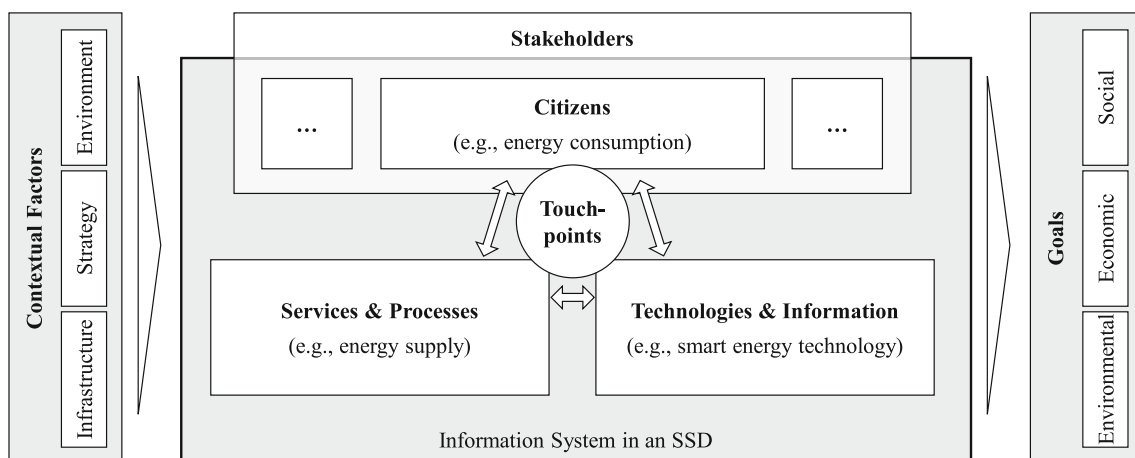 Contextual Factors
Environment
Strategy
Infrastructure
Stakeholders
...
Citizens
(e.g., energy consumption)
...
Touch-
points
Services & Processes
(e.g., energy supply)
Technologies & Information
(e.g., smart energy technology)
Information System in an SSD
Goals
Social
Economic
Environmental